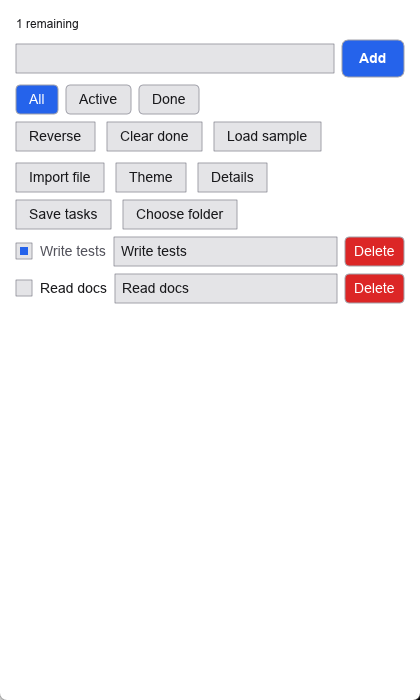 1 remaining
Add
All Active Done
Reverse Clear done Load sample
Import file Theme Details
Save tasks Choose folder
Write tests Write tests Delete
Read docs Read docs Delete